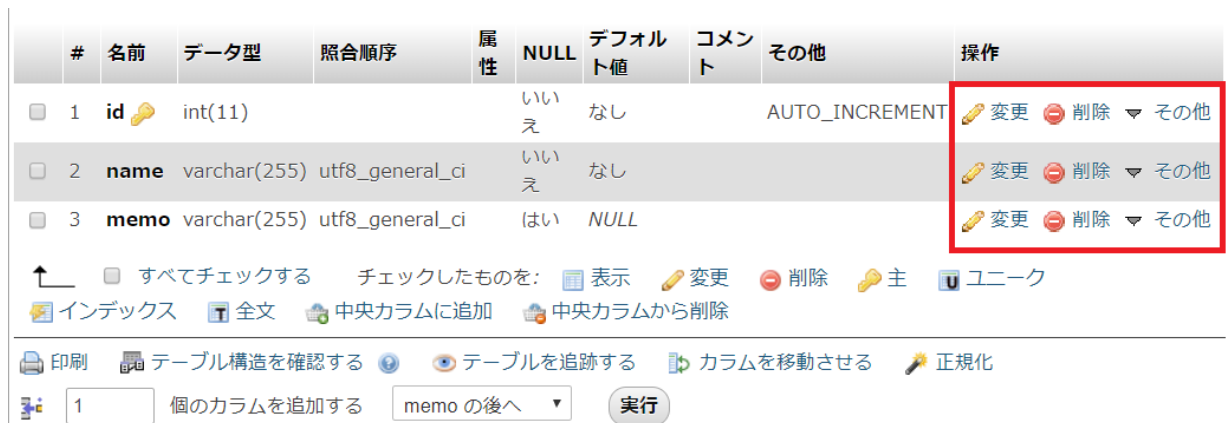 # 名前 データ型 照合順序 属性 NULL デフォルト値 コメント その他 操作
1 id int(11) いいえ なし AUTO_INCREMENT 変更 削除 その他
2 name varchar(255) utf8_general_ci いいえ なし 変更 削除 その他
3 memo varchar(255) utf8_general_ci はい NULL 変更 削除 その他
すべてチェックする チェックしたものを: 表示 変更 削除 主 U ユニーク
インデックス T 全文 中央カラムに追加 中央カラムから削除
印刷 テーブル構造を確認する テーブルを追跡する カラムを移動させる 正規化
1 個のカラムを追加する memo の後へ 実行